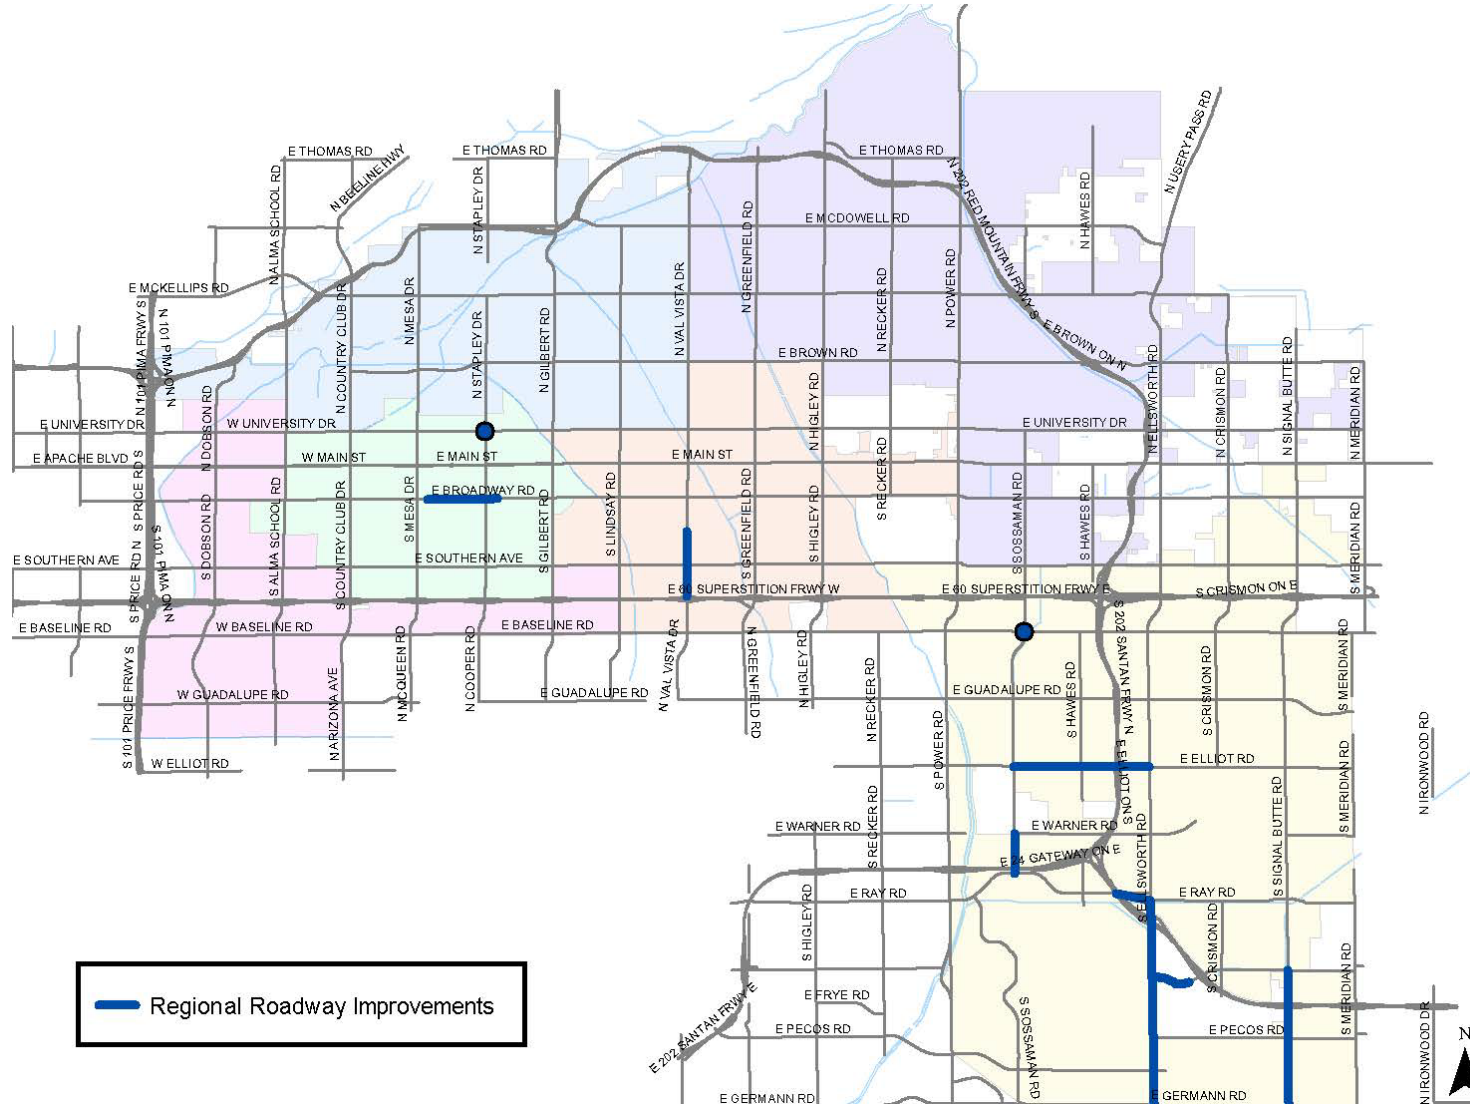 E THOMAS RD
E THOMAS RD
E THOMAS RD
N USERY PASS RD
N BEELINE HWY
N ALMA SCHOOL RD
N STAPLEY DR
N HAWES RD
E MCDOWELL RD
N GREENFIELD RD
N 202 RED MOUNTAIN FRWY S
E MCKELLIPS RD
N 101 PIMA FRWY S
N 101 PIMA ON N
N COUNTRY CLUB DR
N MESA DR
N STAPLEY DR
N GILBERT RD
N VAL VISTA DR
N RECKER RD
N POWER RD
E BROWN ON N
E BROWN RD
N HIGLEY RD
N ELLSWORTH RD
N CRISMON RD
N SIGNAL BUTTE RD
N MERIDIAN RD
E UNIVERSITY DR
N DOBSON RD
W UNIVERSITY DR
E UNIVERSITY DR
E APACHE BLVD
W MAIN ST
E MAIN ST
E MAIN ST
S PRICE RD S
S PRICE RD N
S 101 PIMA ON N
E BROADWAY RD
S DOBSON RD
S ALMA SCHOOL RD
S COUNTRY CLUB DR
S MESA DR
S GILBERT RD
S LINDSAY RD
S GREENFIELD RD
S HIGLEY RD
S RECKER RD
S SOSSAMAN RD
S HAWES RD
S MERIDIAN RD
E SOUTHERN AVE
E SOUTHERN AVE
E 60 SUPERSTITION FRWY W
E 60 SUPERSTITION FRWY E
S CRISMON ON E
E BASELINE RD
W BASELINE RD
E BASELINE RD
N VAL VISTA DR
N GREENFIELD RD
N HIGLEY RD
N RECKER RD
S 202 SANTAN FRWY N
S MERIDIAN RD
S 101 PRICE FRWY S
W GUADALUPE RD
N ARIZONA AVE
N MCQUEEN RD
N COOPER RD
E GUADALUPE RD
E GUADALUPE RD
S HAWES RD
S CRISMON RD
W ELLIOT RD
S POWER RD
E ELLIOT ON S
E ELLIOT RD
N IRONWOOD RD
S SIGNAL BUTTE RD
S MERIDIAN RD
E WARNER RD
S RECKER RD
E WARNER RD
E 24 GATEWAY ON E
S ELLSWORTH RD
E RAY RD
E RAY RD
S HIGLEY RD
S CRISMON RD
S MERIDIAN RD
Regional Roadway Improvements
E FRYE RD
E PECOS RD
E PECOS RD
E 202 SANTAN FRWY E
S SOSSAMAN RD
N IRONWOOD DR
E GERMANN RD
E GERMANN RD
N